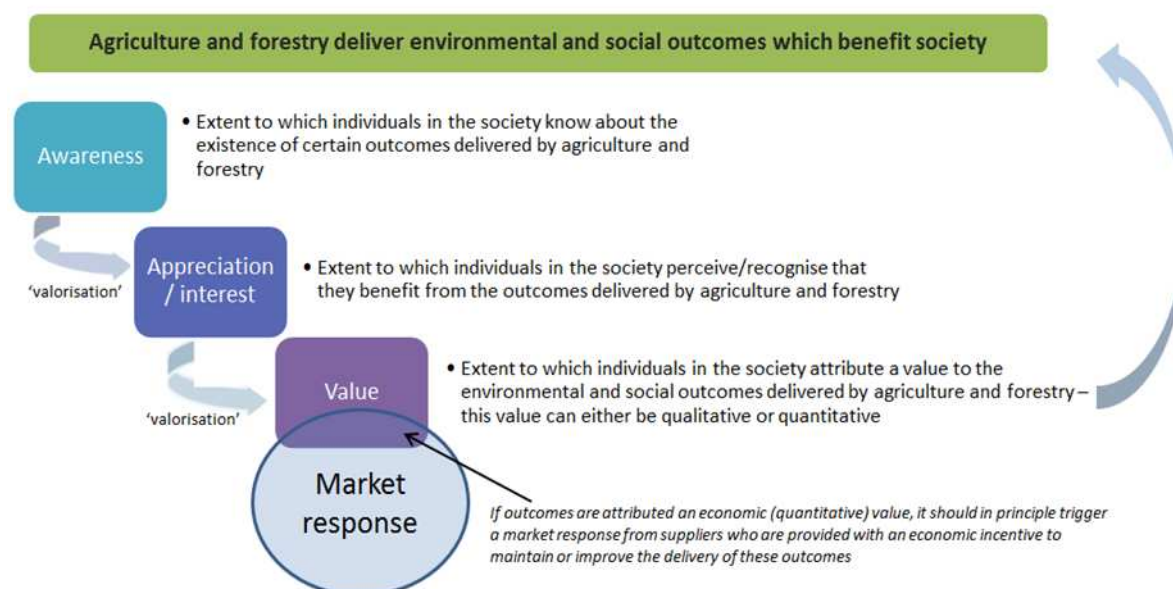 Agriculture and forestry deliver environmental and social outcomes which benefit society
Awareness
• Extent to which individuals in the society know about the
existence of certain outcomes delivered by agriculture and
forestry
'valorisation'
Appreciation
/ interest
• Extent to which individuals in the society perceive/recognise that
they benefit from the outcomes delivered by agriculture and forestry
'valorisation'
Value
• Extent to which individuals in the society attribute a value to the
environmental and social outcomes delivered by agriculture and forestry –
this value can either be qualitative or quantitative
Market
response
If outcomes are attributed an economic (quantitative) value, it should in principle trigger
a market response from suppliers who are provided with an economic incentive to
maintain or improve the delivery of these outcomes